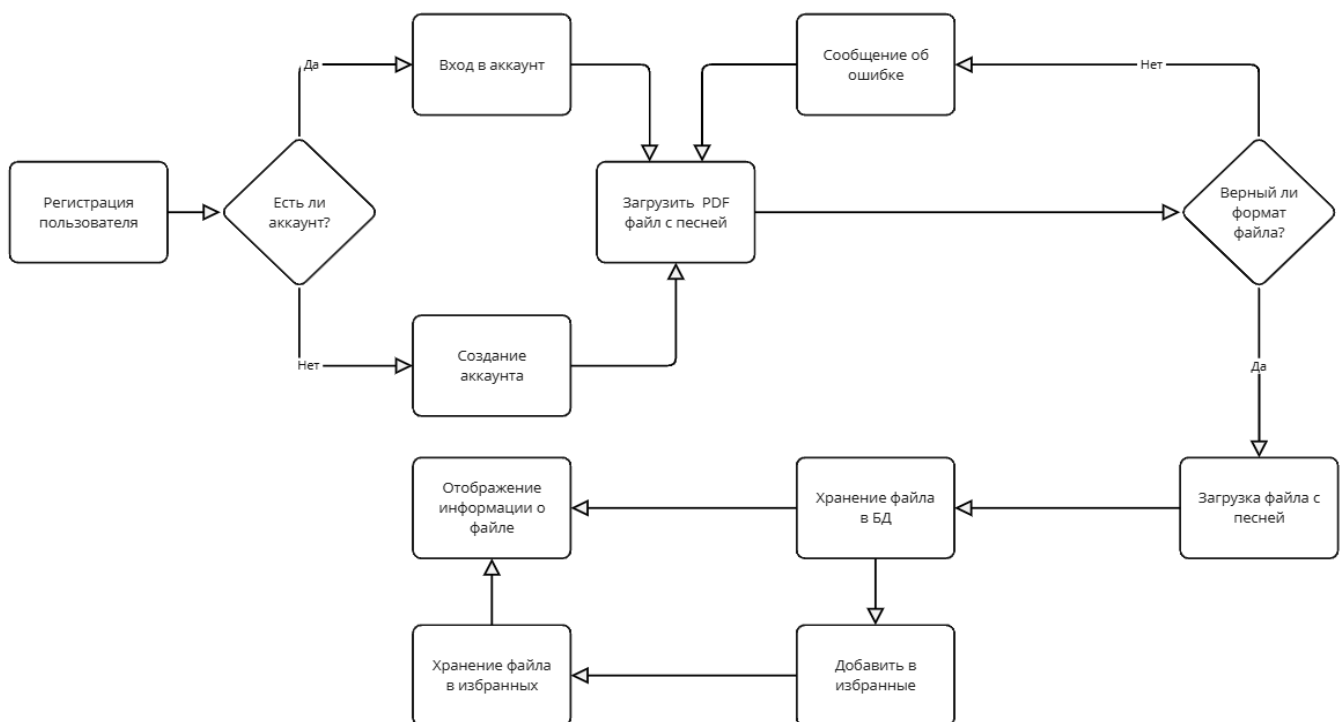 Регистрация
пользователя
Есть ли
аккаунт?
Да
Вход в аккаунт
Нет
Создание
аккаунта
Загрузить PDF
файл с песней
Сообщение об
ошибке
Нет
Верный ли
формат
файла?
Да
Загрузка файла с
песней
Хранение файла
в БД
Отображение
информации о
файле
Добавить в
избранные
Хранение файла
в избранных